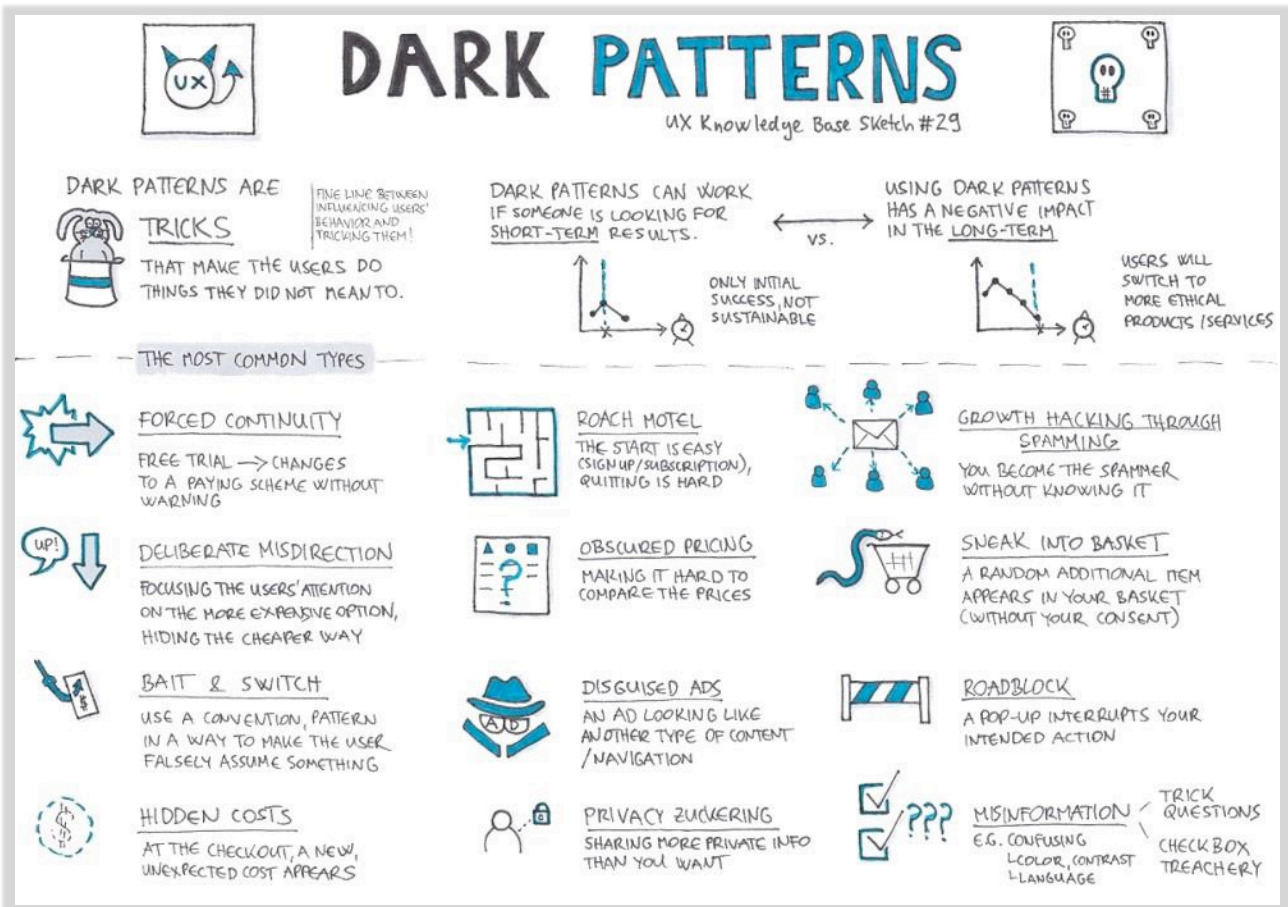 UX
DARK PATTERNS
UX Knowledge Base Sketch #29
DARK PATTERNS ARE
TRICKS
THAT MAKE THE USERS DO
THINGS THEY DID NOT MEAN TO.
FINE LINE BETWEEN
INFLUENCING USERS'
BEHAVIOR AND
TRICKING THEM!
DARK PATTERNS CAN WORK
IF SOMEONE IS LOOKING FOR
SHORT-TERM RESULTS.
VS.
USING DARK PATTERNS
HAS A NEGATIVE IMPACT
IN THE LONG-TERM
X
ONLY INITIAL
SUCCESS, NOT
SUSTAINABLE
X
USERS WILL
SWITCH TO
MORE ETHICAL
PRODUCTS/SERVICES
THE MOST COMMON TYPES
FORCED CONTINUITY
FREE TRIAL → CHANGES
TO A PAYING SCHEME WITHOUT
WARNING
ROACH MOTEL
THE START IS EASY
(SIGN UP/SUBSCRIPTION),
QUITTING IS HARD
GROWTH HACKING THROUGH
SPAMMING
YOU BECOME THE SPAMMER
WITHOUT KNOWING IT
UP!
DELIBERATE MISDIRECTION
FOCUSING THE USERS' ATTENTION
ON THE MORE EXPENSIVE OPTION,
HIDING THE CHEAPER WAY
?
OBSCURED PRICING
MAKING IT HARD TO
COMPARE THE PRICES
SNEAK INTO BASKET
A RANDOM ADDITIONAL ITEM
APPEARS IN YOUR BASKET
(WITHOUT YOUR CONSENT)
$
BAIT & SWITCH
USE A CONVENTION, PATTERN
IN A WAY TO MAKE THE USER
FALSELY ASSUME SOMETHING
AD
DISGUISED ADS
AN AD LOOKING LIKE
ANOTHER TYPE OF CONTENT
/NAVIGATION
ROADBLOCK
A POP-UP INTERRUPTS YOUR
INTENDED ACTION
$
HIDDEN COSTS
AT THE CHECKOUT, A NEW,
UNEXPECTED COST APPEARS
PRIVACY ZUCKERING
SHARING MORE PRIVATE INFO
THAN YOU WANT
???
MISINFORMATION
E.G. CONFUSING
COLOR, CONTRAST
LANGUAGE
TRICK
QUESTIONS
CHECKBOX
TREACHERY